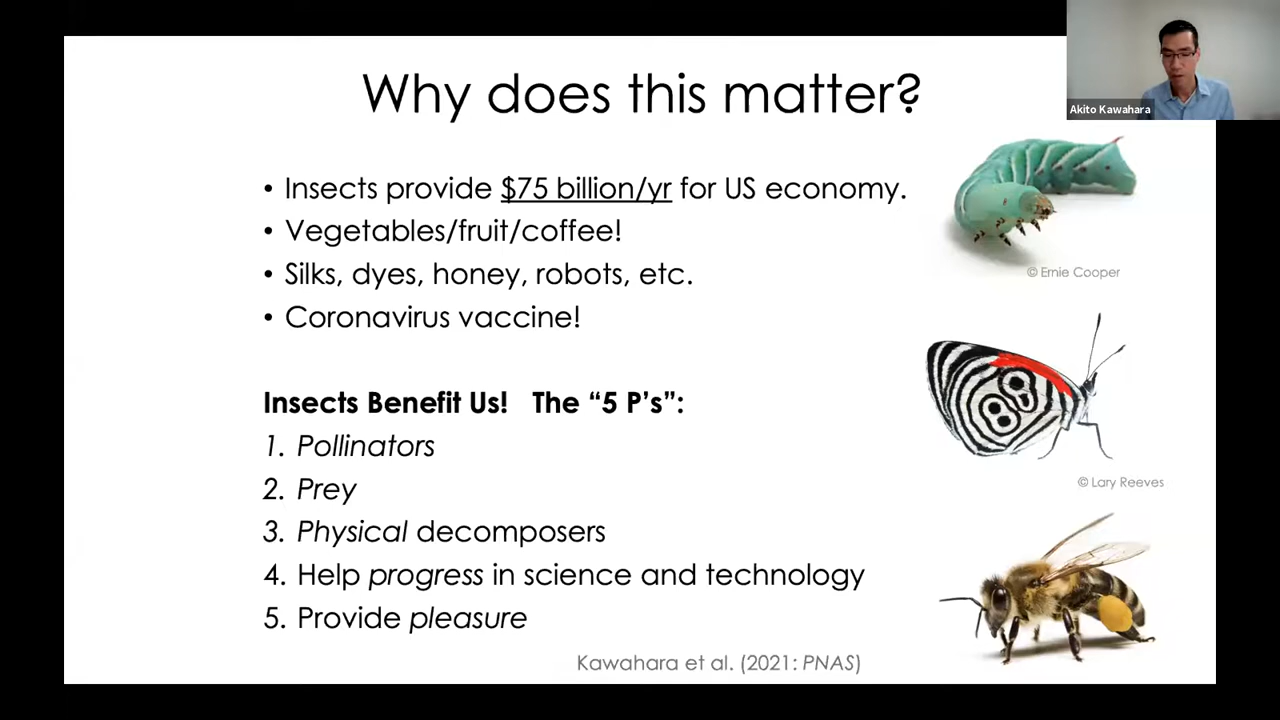 Why does this matter?
Akito Kawahara
• Insects provide $75 billion/yr for US economy.
• Vegetables/fruit/coffee!
• Silks, dyes, honey, robots, etc.
• Coronavirus vaccine!
© Ernie Cooper
Insects Benefit Us! The “5 P’s”:
1. Pollinators
2. Prey
© Lary Reeves
3. Physical decomposers
4. Help progress in science and technology
5. Provide pleasure
Kawahara et al. (2021: PNAS)